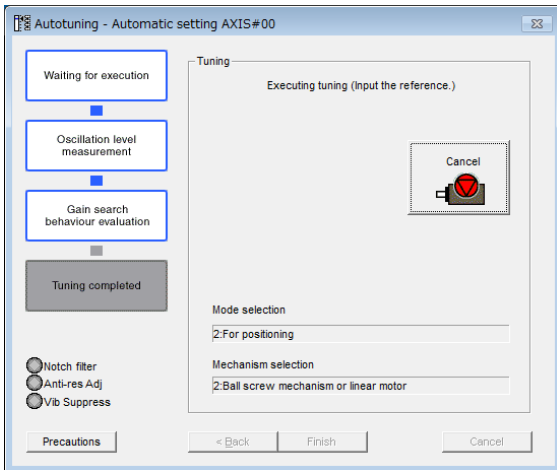 Autotuning - Automatic setting AXIS#00
Waiting for execution
Oscillation level
measurement
Gain search
behaviour evaluation
Tuning completed
Notch filter
Anti-res Adj
Vib Suppress
Precautions
Tuning
Executing tuning (Input the reference.)
Cancel
Mode selection
2:For positioning
Mechanism selection
2:Ball screw mechanism or linear motor
< Back
Finish
Cancel